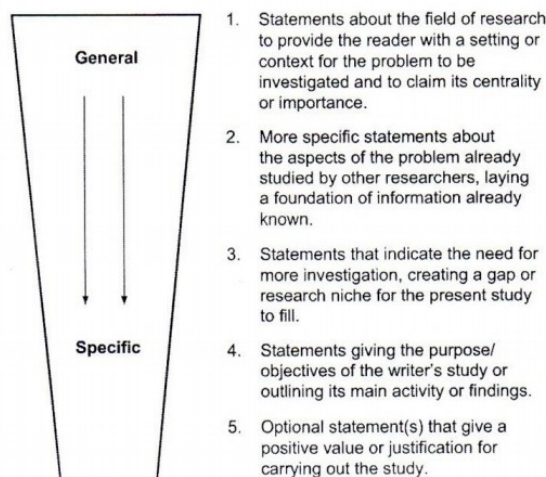 General
Specific
1. Statements about the field of research
to provide the reader with a setting or
context for the problem to be
investigated and to claim its centrality
or importance.
2. More specific statements about
the aspects of the problem already
studied by other researchers, laying
a foundation of information already
known.
3. Statements that indicate the need for
more investigation, creating a gap or
research niche for the present study
to fill.
4. Statements giving the purpose/
objectives of the writer's study or
outlining its main activity or findings.
5. Optional statement(s) that give a
positive value or justification for
carrying out the study.